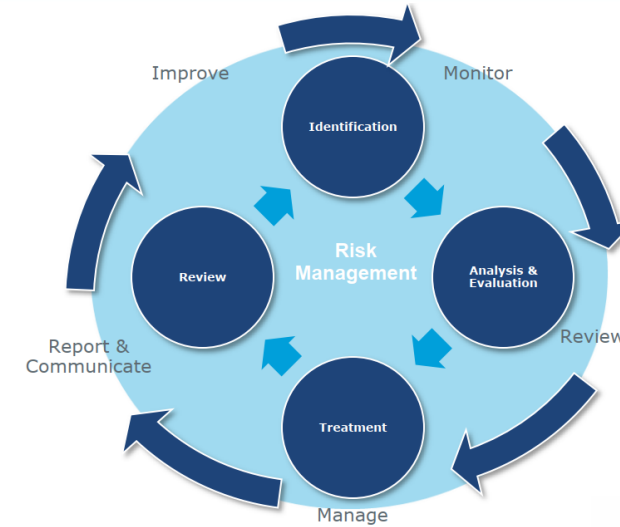 Improve
Monitor
Identification
Risk
Management
Review
Analysis &
Evaluation
Review
Report &
Communicate
Treatment
Manage